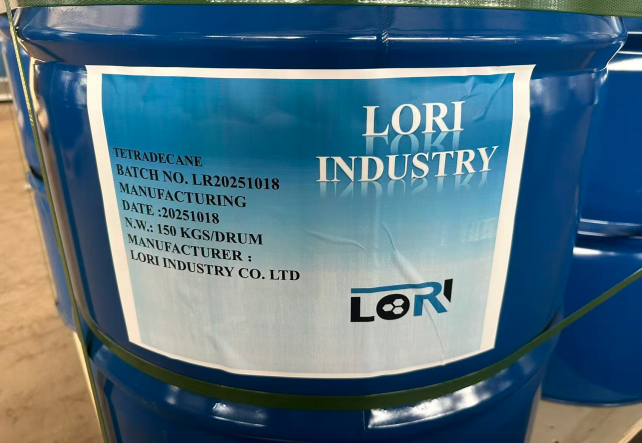 LORI
INDUSTRY
TETRADECANE
BATCH NO. LR20251018
MANUFACTURING
DATE :20251018
N.W.: 150 KGS/DRUM
MANUFACTURER :
LORI INDUSTRY CO. LTD
LORI